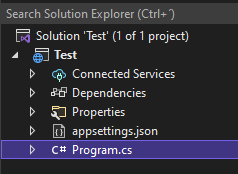 Search Solution Explorer (Ctrl+´)
Solution 'Test' (1 of 1 project)
Test
Connected Services
Dependencies
Properties
appsettings.json
C# Program.cs